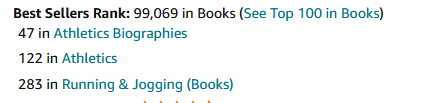 Best Sellers Rank: 99,069 in Books (See Top 100 in Books)
47 in Athletics Biographies
122 in Athletics
283 in Running & Jogging (Books)